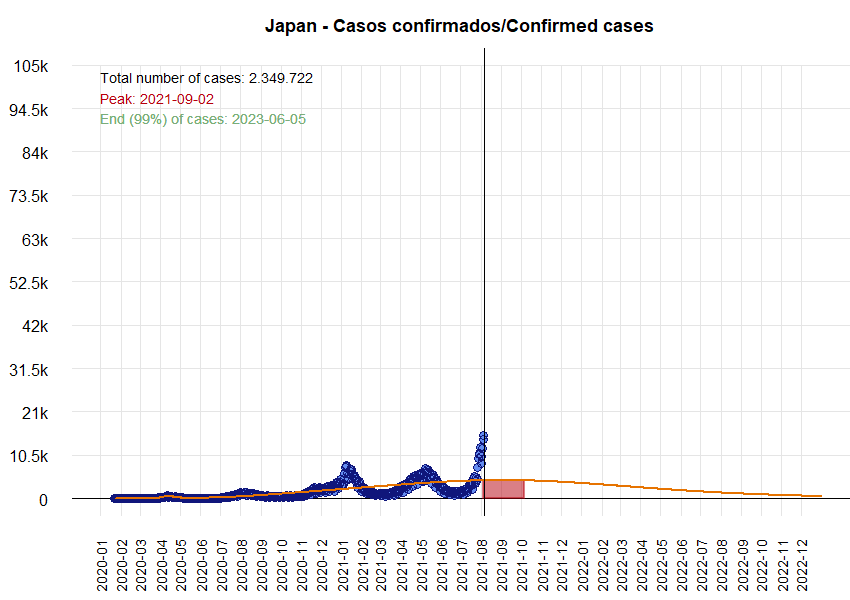 Japan - Casos confirmados/Confirmed cases
105k
94.5k
84k
73.5k
63k
52.5k
42k
31.5k
21k
10.5k
0
Total number of cases: 2.349.722
Peak: 2021-09-02
End (99%) of cases: 2023-06-05
2020-01
2020-02
2020-03
2020-04
2020-05
2020-06
2020-07
2020-08
2020-09
2020-10
2020-11
2020-12
2021-01
2021-02
2021-03
2021-04
2021-05
2021-06
2021-07
2021-08
2021-09
2021-10
2021-11
2021-12
2022-01
2022-02
2022-03
2022-04
2022-05
2022-06
2022-07
2022-08
2022-09
2022-10
2022-11
2022-12